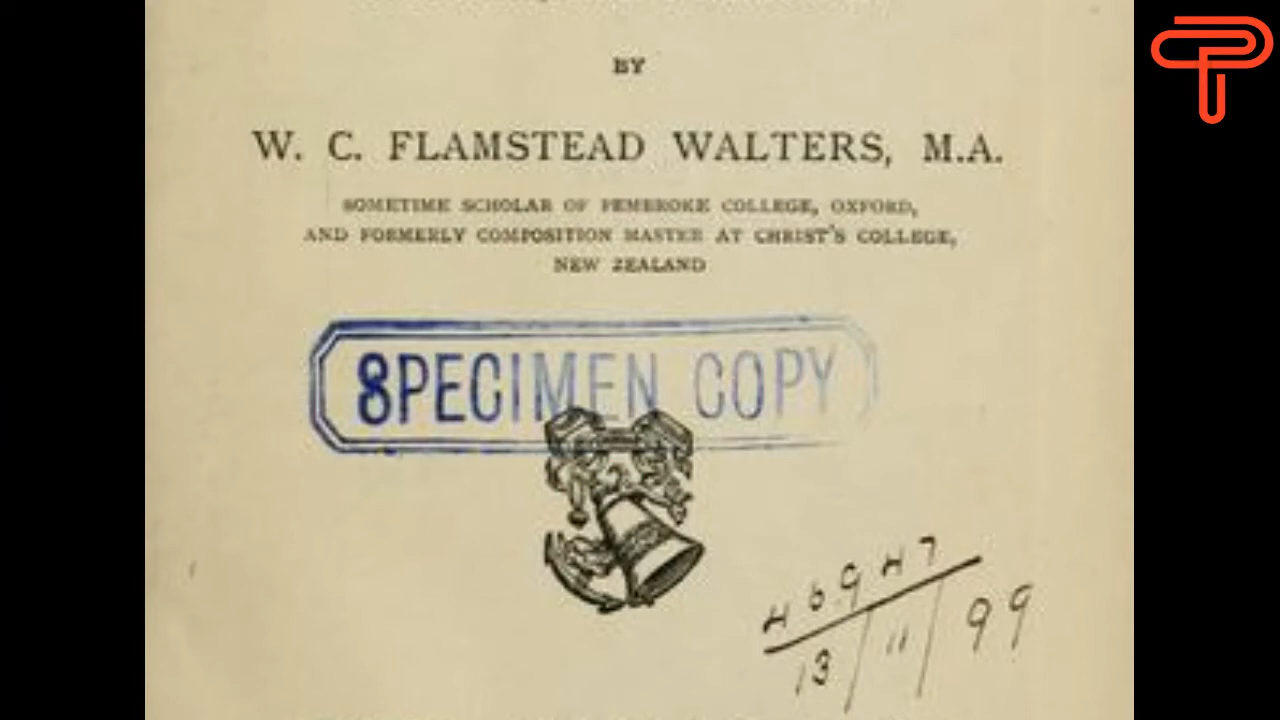 BY
W. C. FLAMSTEAD WALTERS, M.A.
SOMETIME SCHOLAR OF PEMBROKE COLLEGE, OXFORD,
AND FORMERLY COMPOSITION MASTER AT CHRIST'S COLLEGE,
NEW ZEALAND
SPECIMEN COPY
46947
13/11/99